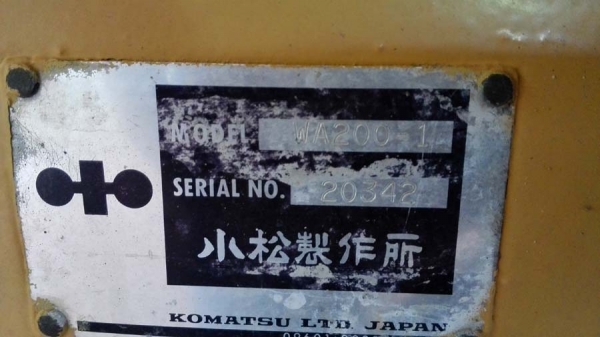 MODEL WA200-1
SERIAL NO. 20342
小松製作所
KOMATSU LTD. JAPAN